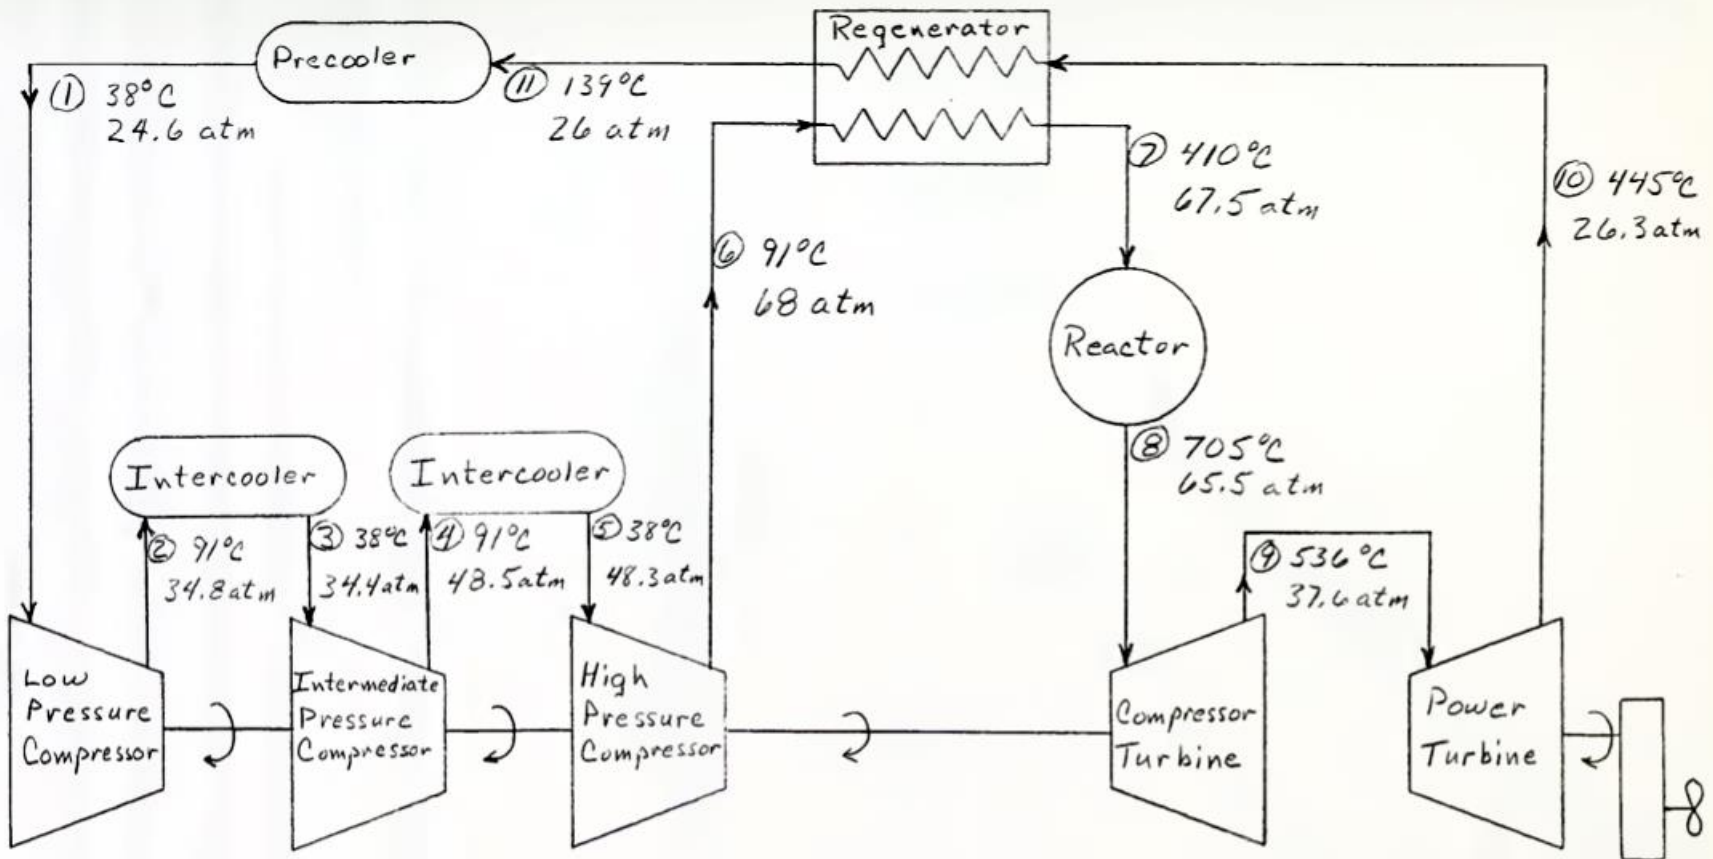 Regenerator
Precooler
① 38°C
24.6 atm
⑪ 139°C
26 atm
⑦ 410°C
67.5 atm
⑩ 445°C
26.3 atm
⑥ 91°C
68 atm
Reactor
⑧ 705°C
65.5 atm
Intercooler
Intercooler
② 91°C
34.8 atm
③ 38°C
34.4 atm
④ 91°C
48.5 atm
⑤ 38°C
48.3 atm
⑨ 536°C
37.6 atm
Low
Pressure
Compressor
Intermediate
Pressure
Compressor
High
Pressure
Compressor
Compressor
Turbine
Power
Turbine